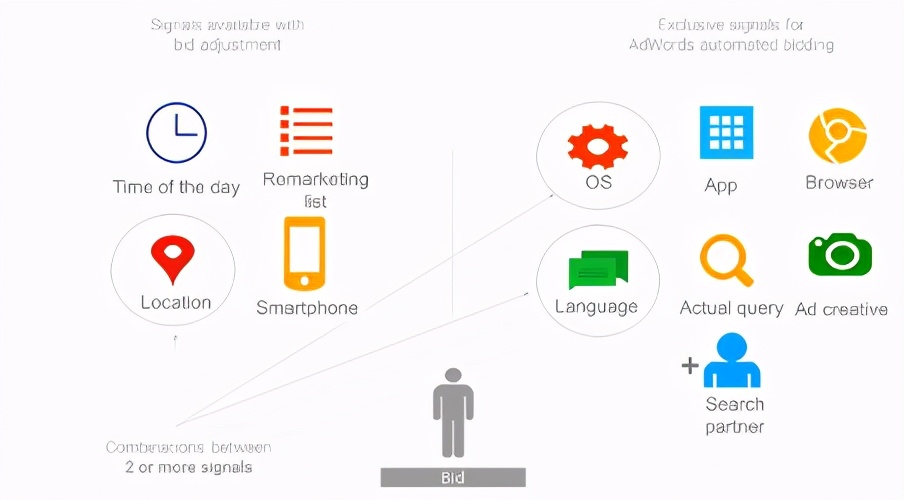 Signals available with
bid adjustment
Exclusive signals for
AdWords automated bidding
Time of the day
Remarketing
list
OS
App
Browser
Location
Smartphone
Language
Actual query
Ad creative
+
Search
partner
Combinations between
2 or more signals
Bid